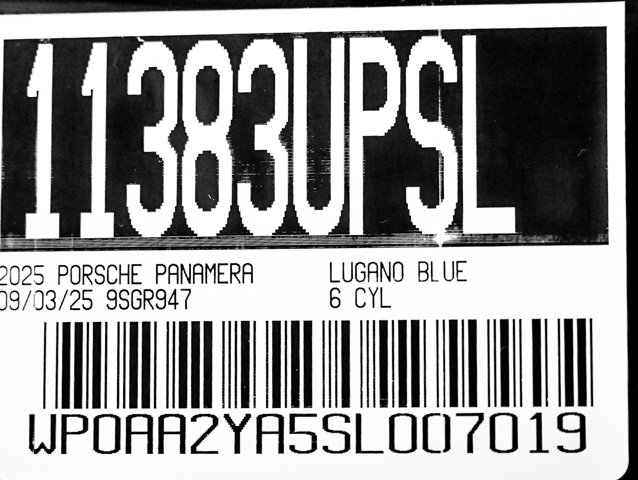 11383UPSL
2025 PORSCHE PANAMERA LUGANO BLUE
09/03/25 9SGR947 6 CYL
WP0AA2YA5SL007019